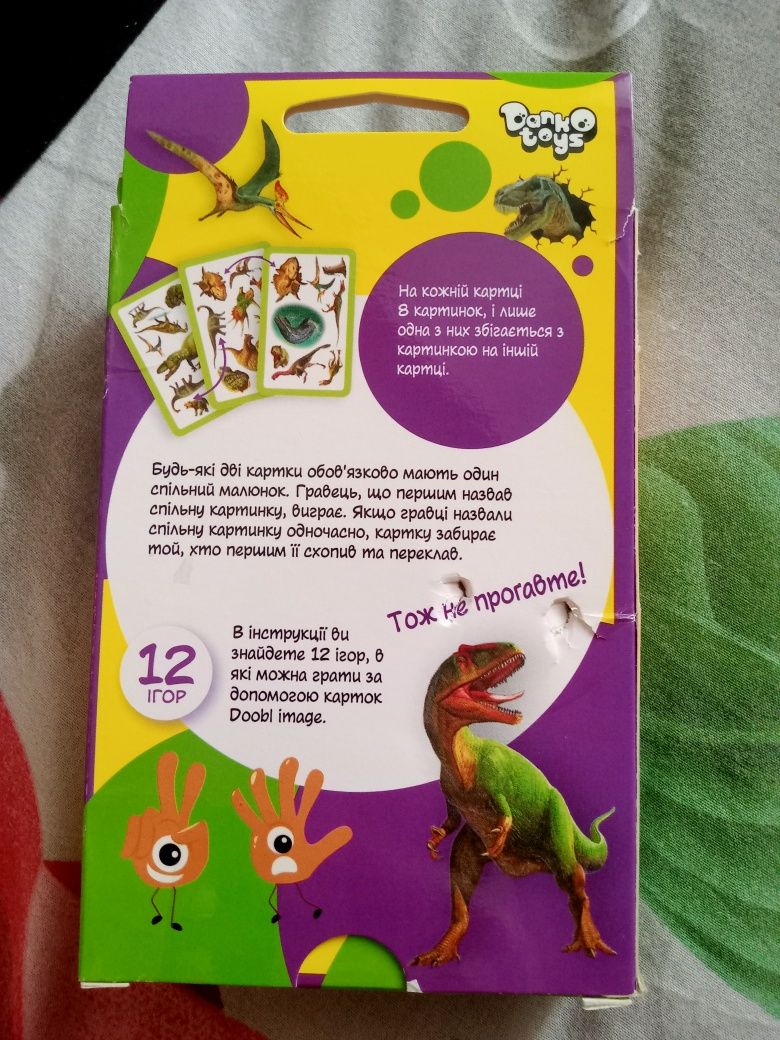 Danko
toys
На кожній картці
8 картинок, і лише
одна з них збігається з
картинкою на іншій
картці.
Будь-які дві картки обов'язково мають один
спільний малюнок. Гравець, що першим назвав
спільну картинку, виграє. Якщо гравці назвали
спільну картинку одночасно, картку забирає
той, хто першим її схопив та переклав.
Тож не прогавте!
12
ІГОР
В інструкції ви
знайдете 12 ігор, в
які можна грати за
допомогою карток
Doobl image.